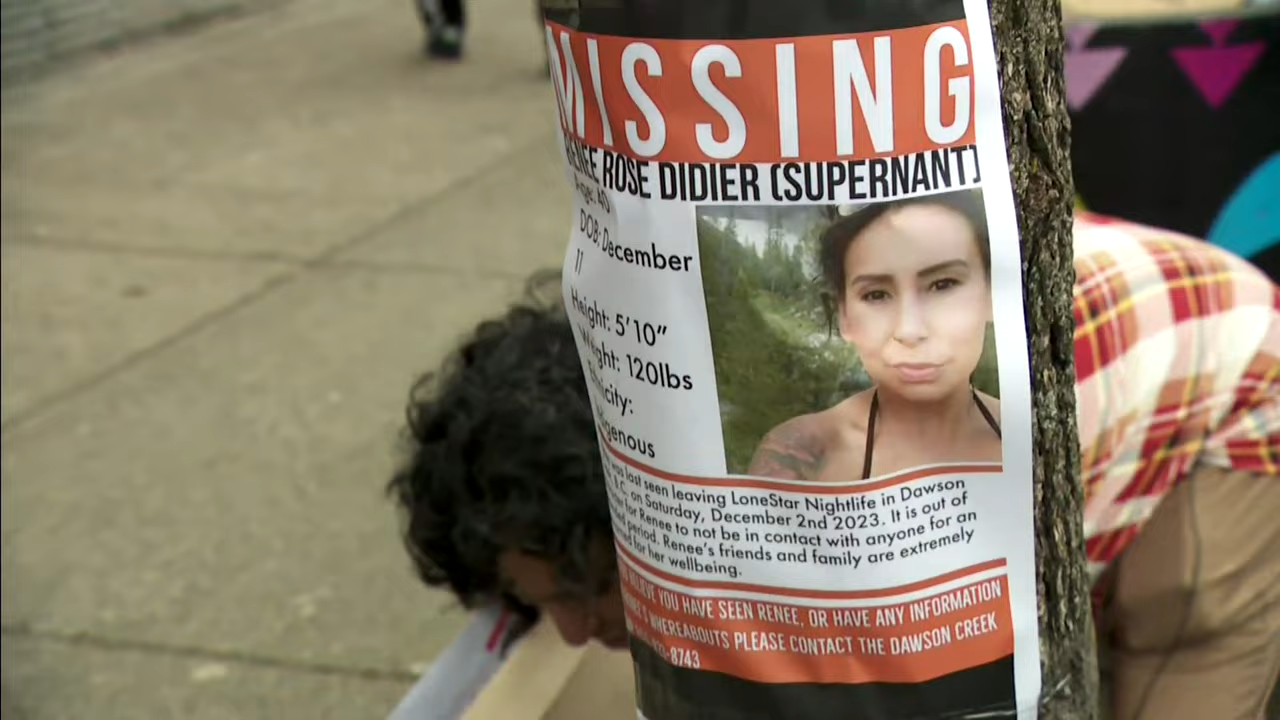 MISSING
RENEE ROSE DIDIER (SUPERNANT)
Age: 40
DOB: December
11
Height: 5'10"
Weight: 120lbs
Ethnicity:
was last seen leaving LoneStar Nightlife in Dawson
B.C. on Saturday, December 2nd 2023. It is out of
for Renee to not be in contact with anyone for an
period. Renee's friends and family are extremely
for her wellbeing.
BELIEVE YOU HAVE SEEN RENEE, OR HAVE ANY INFORMATION
WHEREABOUTS PLEASE CONTACT THE DAWSON CREEK
-8743